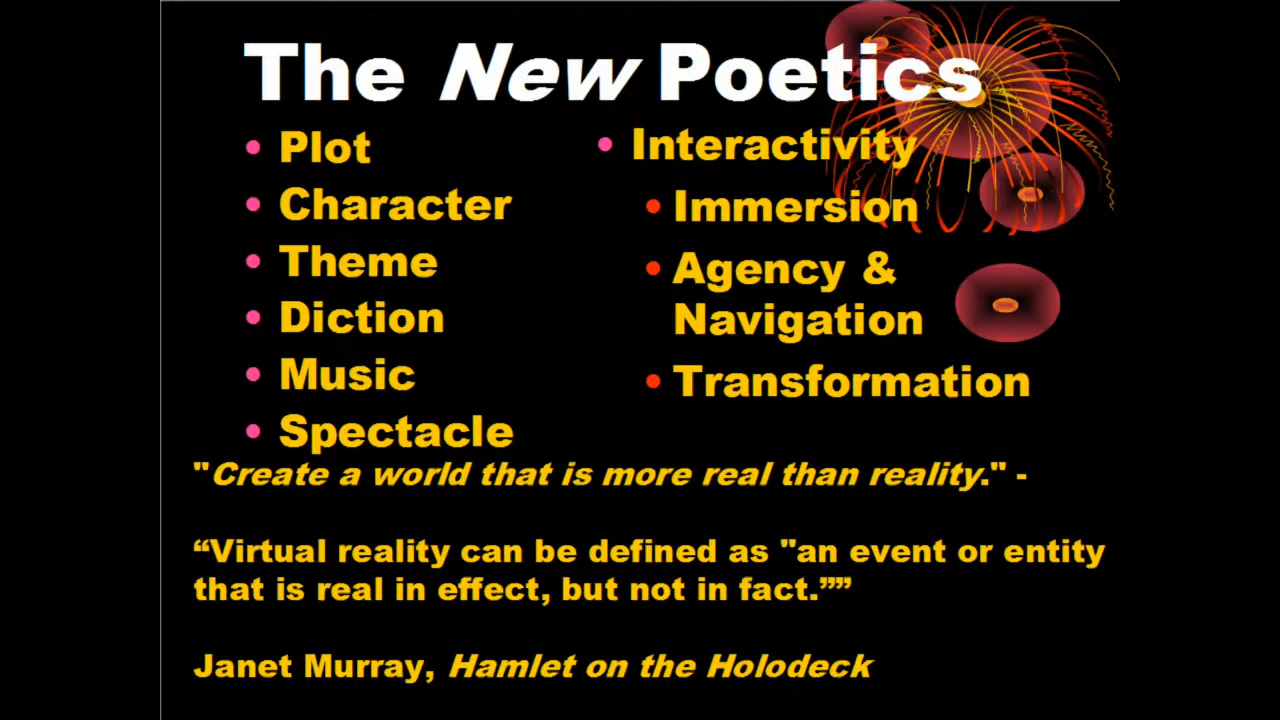 The New Poetics
Plot
Character
Theme
Diction
Music
Spectacle
Interactivity
Immersion
Agency &
Navigation
Transformation
"Create a world that is more real than reality." -
“Virtual reality can be defined as "an event or entity
that is real in effect, but not in fact.””
Janet Murray, Hamlet on the Holodeck